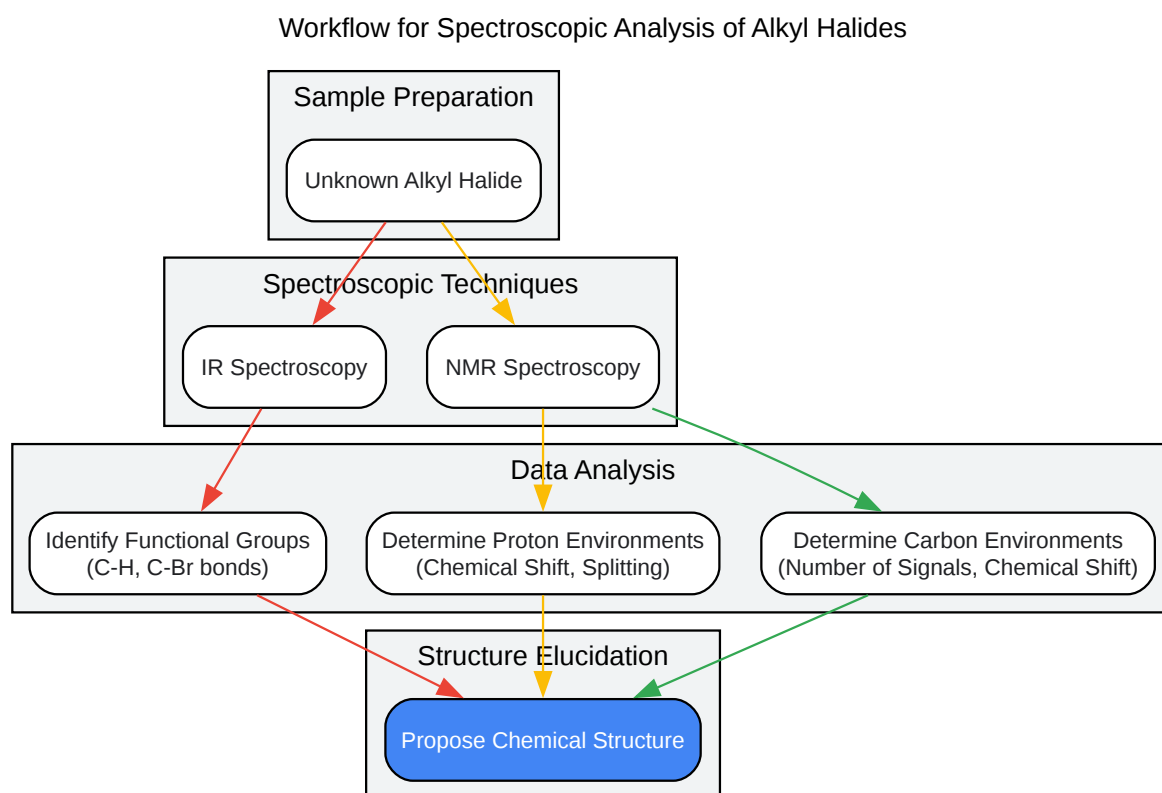 Workflow for Spectroscopic Analysis of Alkyl Halides
Sample Preparation
Unknown Alkyl Halide
Spectroscopic Techniques
IR Spectroscopy
NMR Spectroscopy
Data Analysis
Identify Functional Groups
(C-H, C-Br bonds)
Determine Proton Environments
(Chemical Shift, Splitting)
Determine Carbon Environments
(Number of Signals, Chemical Shift)
Structure Elucidation
Propose Chemical Structure